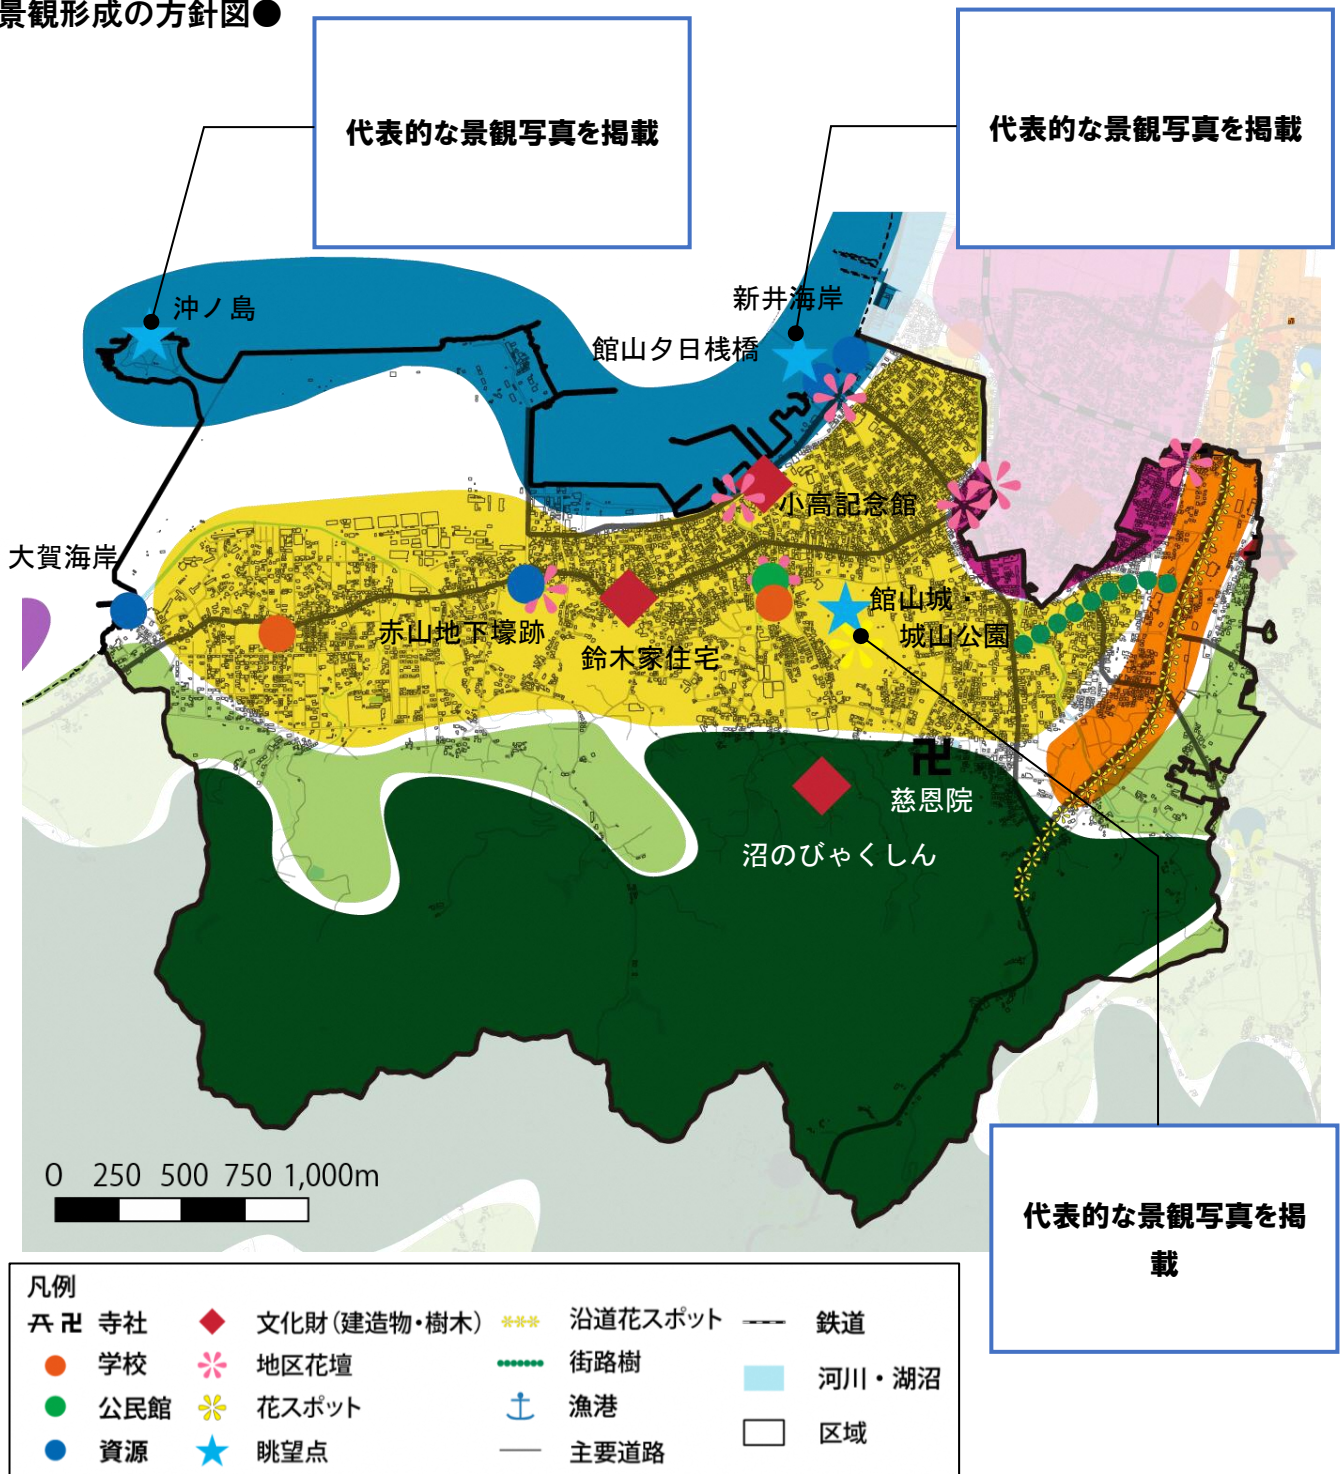 景観形成の方針図●
代表的な景観写真を掲載
代表的な景観写真を掲載
沖ノ島
新井海岸
館山夕日桟橋
小高記念館
大賀海岸
赤山地下壕跡
鈴木家住宅
館山城・
城山公園
卍
慈恩院
沼のびゃくしん
0 250 500 750 1,000m
代表的な景観写真を掲
載
凡例
卍 寺社
文化財(建造物・樹木)
沿道花スポット
鉄道
学校
地区花壇
街路樹
河川・湖沼
公民館
花スポット
漁港
区域
資源
眺望点
主要道路